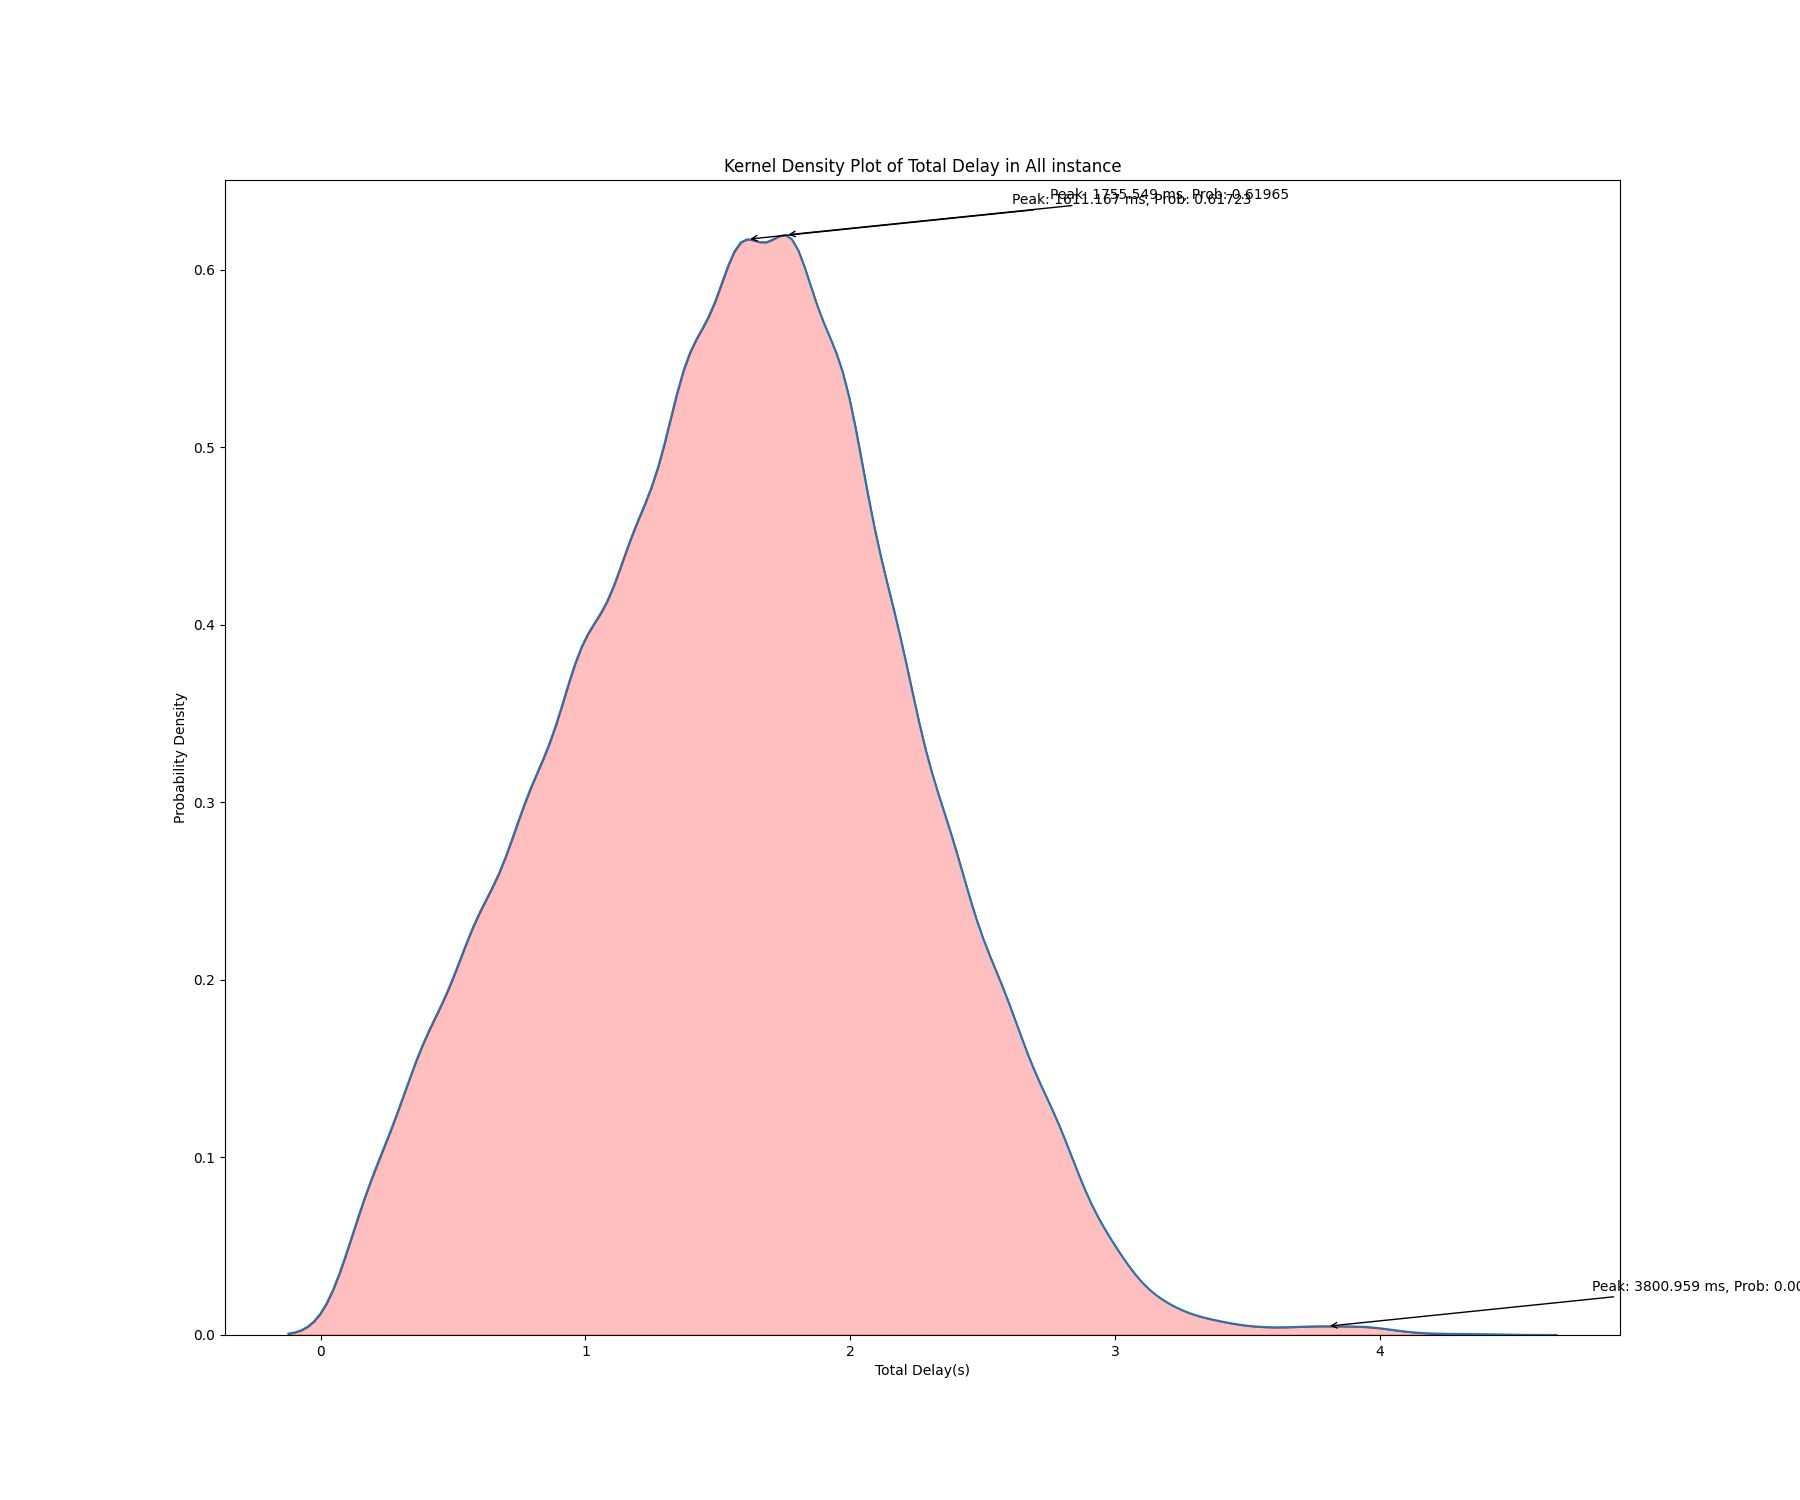 Kernel Density Plot of Total Delay in All instance
Peak: 1755.549 ms, Prob: 0.61965
Peak: 1611.167 ms, Prob: 0.61723
0.6
0.5
0.4
0.3
0.2
0.1
0.0
Probability Density
Peak: 3800.959 ms, Prob: 0.00
0
1
2
3
4
Total Delay(s)